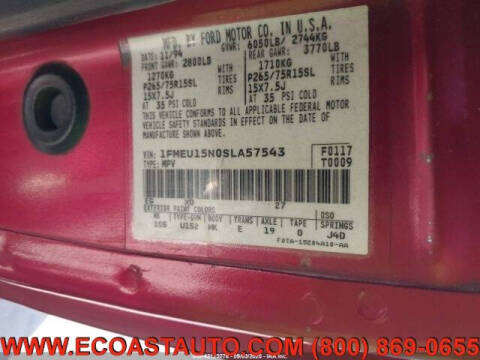 MFD. BY FORD MOTOR CO. IN U.S.A.
DATE: 11/94 GVWR: 6050LB/ 2744KG
FRONT GAWR: 2800LB REAR GAWR: 3770LB
1270KG 1710KG
P265/75R15SL TIRES P265/75R15SL TIRES
15X7.5J RIMS 15X7.5J RIMS
AT 35 PSI COLD AT 35 PSI COLD
THIS VEHICLE CONFORMS TO ALL APPLICABLE FEDERAL MOTOR
VEHICLE SAFETY STANDARDS IN EFFECT ON THE DATE OF
MANUFACTURE SHOWN ABOVE.
VIN: 1FMEU15N0SLA57543 F0117
TYPE: MPV T0009
EG XD 27
EXTERIOR PAINT COLORS DSO
WB TYPE-GVW BODY TRANS AXLE TAPE SPRINGS
105 U152 MK E 19 0 J4D
WWW.ECOASTAUTO.COM (800) 869-0655